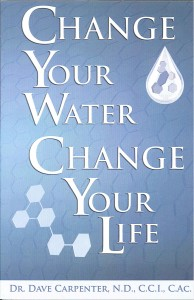 CHANGE
YOUR
WATER
CHANGE
YOUR
LIFE
DR. DAVE CARPENTER, N.D., C.C.I., C.AC.